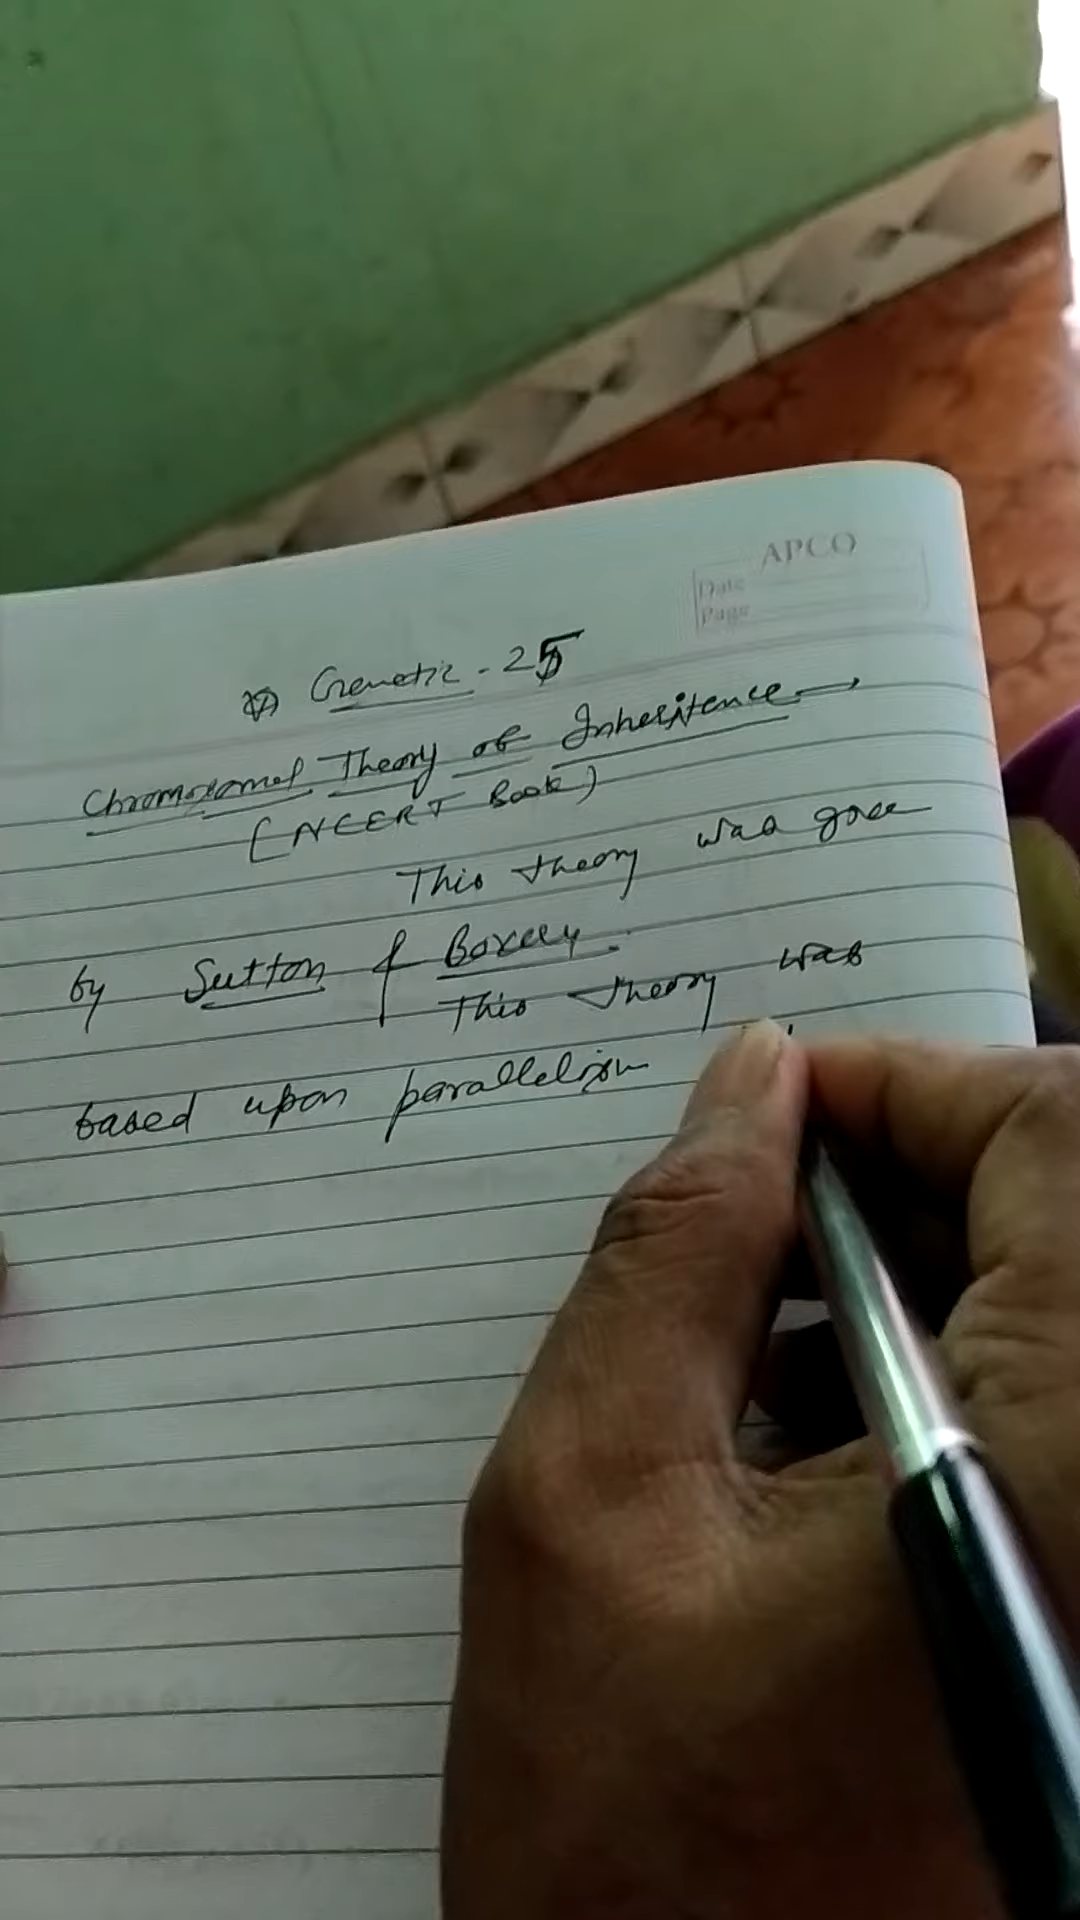 APCO
Date
Page
Genetic - 25
Chromosomal Theory of Inheritence →
(NCERT Book)
This theory was gave
by Sutton & Bovery.
This theory was
based upon parallelism